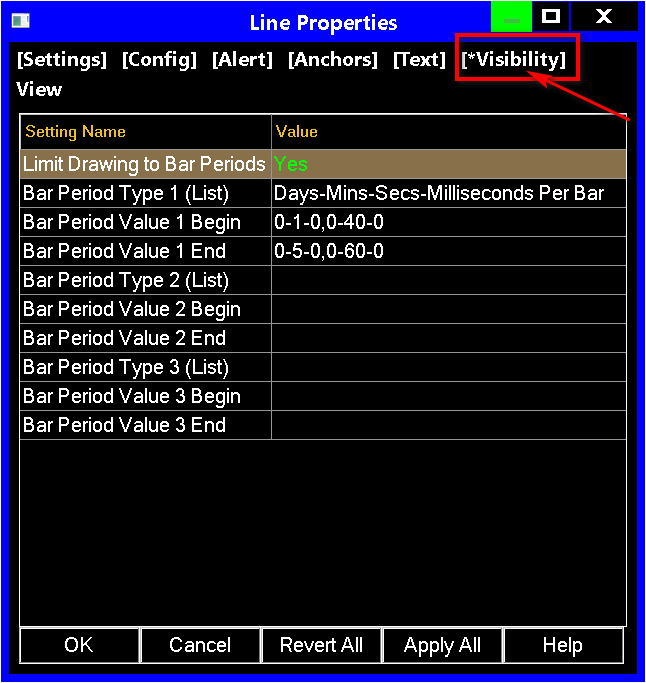 Line Properties
[Settings] [Config] [Alert] [Anchors] [Text] [*Visibility]
View
Setting Name Value
Limit Drawing to Bar Periods Yes
Bar Period Type 1 (List) Days-Mins-Secs-Milliseconds Per Bar
Bar Period Value 1 Begin 0-1-0,0-40-0
Bar Period Value 1 End 0-5-0,0-60-0
Bar Period Type 2 (List)
Bar Period Value 2 Begin
Bar Period Value 2 End
Bar Period Type 3 (List)
Bar Period Value 3 Begin
Bar Period Value 3 End
OK Cancel Revert All Apply All Help